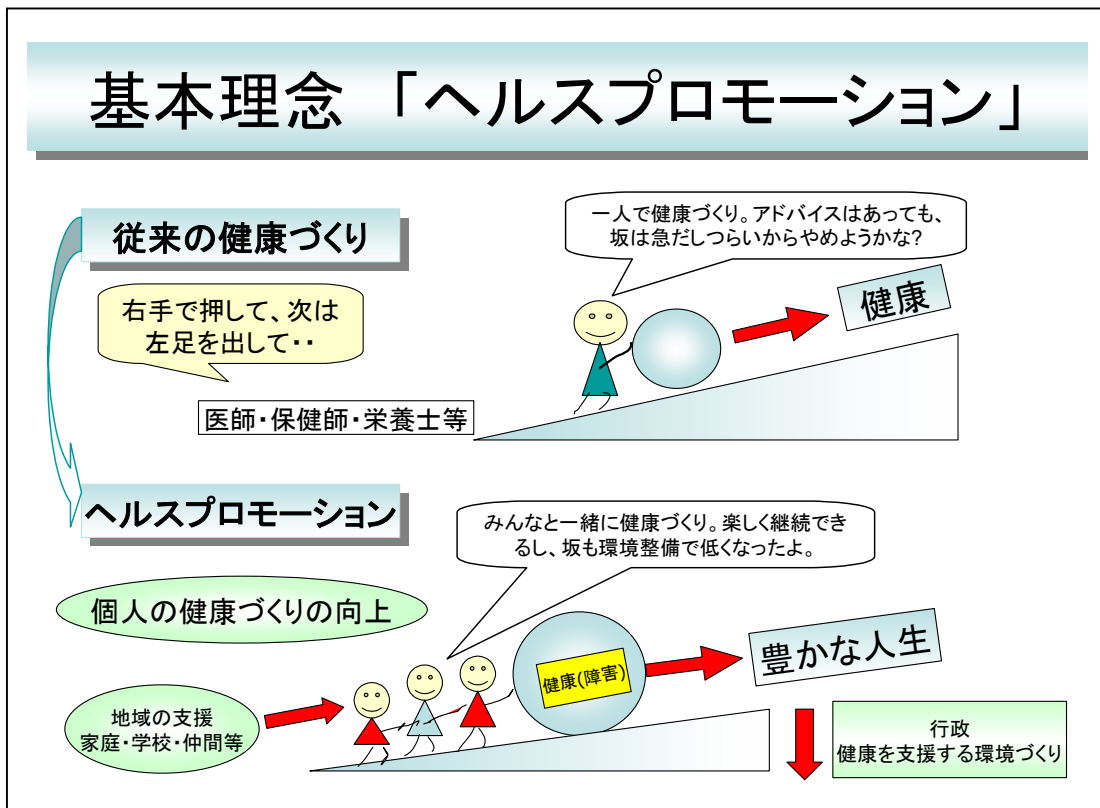 基本理念 「ヘルスプロモーション」
従来の健康づくり
一人で健康づくり。アドバイスはあっても、
坂は急だしつらいからやめようかな?
右手で押して、次は
左足を出して・・
健康
医師・保健師・栄養士等
ヘルスプロモーション
みんなと一緒に健康づくり。楽しく継続でき
るし、坂も環境整備で低くなったよ。
個人の健康づくりの向上
豊かな人生
健康(障害)
地域の支援
家庭・学校・仲間等
行政
健康を支援する環境づくり